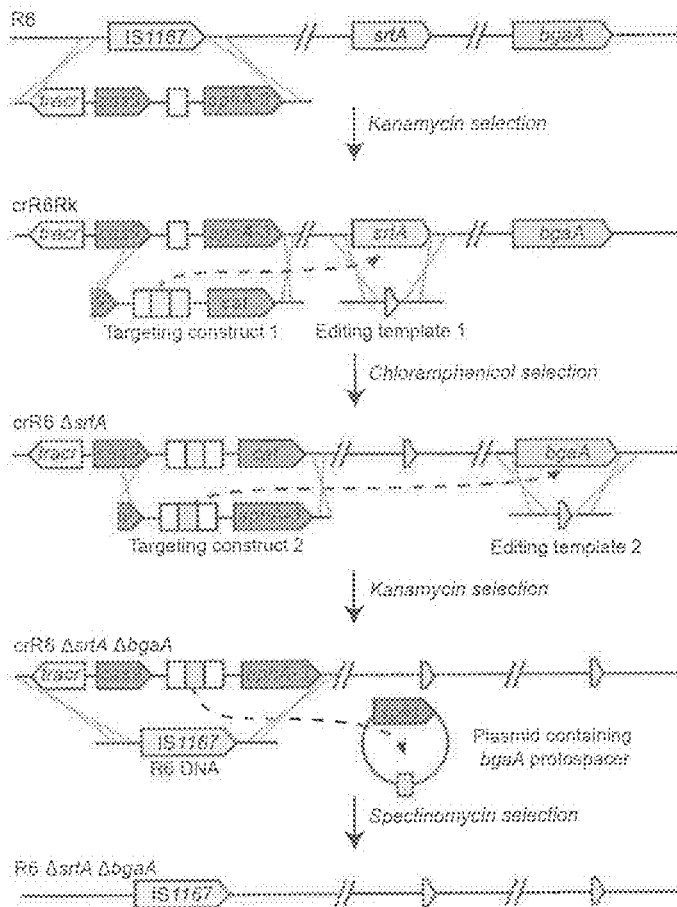 R6
IS1167
srtA
bgaA
tracr
Kanamycin selection
crR6Rk
tracr
srtA
bgaA
Targeting construct 1
Editing template 1
Chloramphenicol selection
crR6 ΔsrtA
tracr
bgaA
Targeting construct 2
Editing template 2
Kanamycin selection
crR6 ΔsrtA ΔbgaA
tracr
IS1167
R6 DNA
Plasmid containing
bgaA protospacer
Spectinomycin selection
R6 ΔsrtA ΔbgaA
IS1167